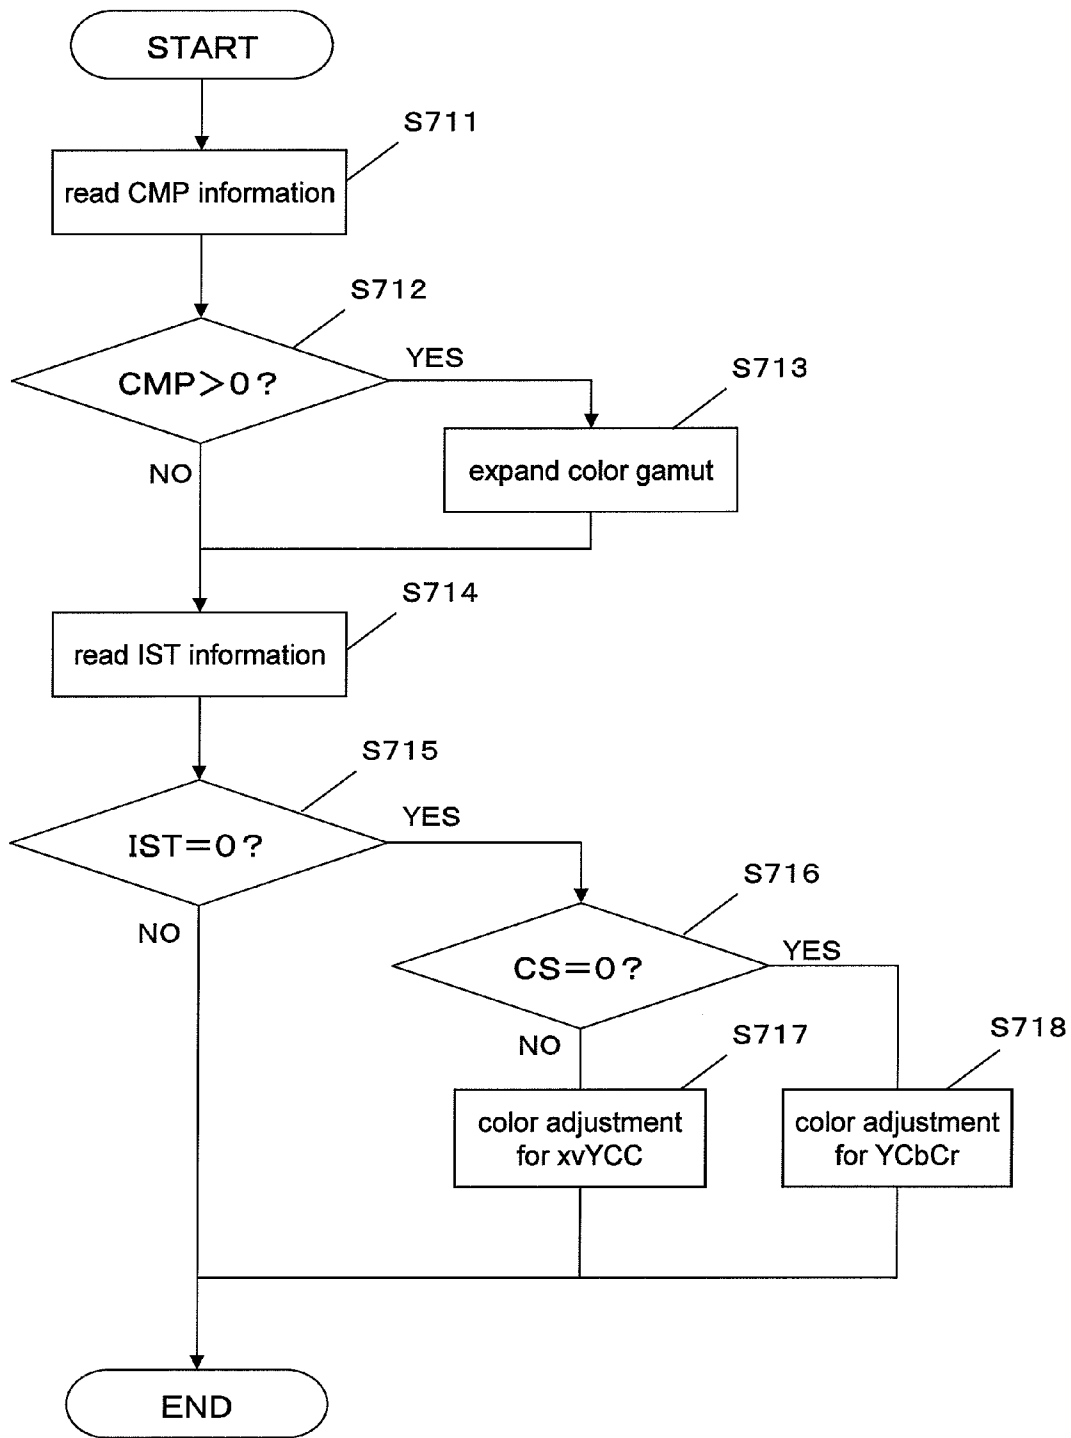 START
S711
read CMP information
S712
CMP>0?
YES
S713
expand color gamut
NO
S714
read IST information
S715
IST=0?
YES
S716
NO
CS=0?
YES
S717
S718
NO
color adjustment
for xvYCC
color adjustment
for YCbCr
END